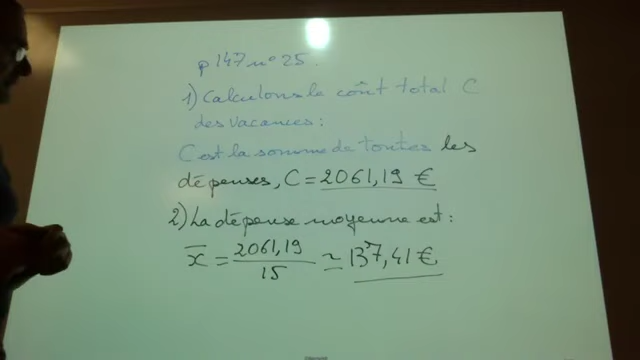 p 147 n° 25.
1) Calculons le coût total C
des vacances :
C est la somme de toutes les
dépenses, C = 2061,19 €
2) La dépense moyenne est :
x̄ = 2061,19 / 15 ≃ 137,41 €